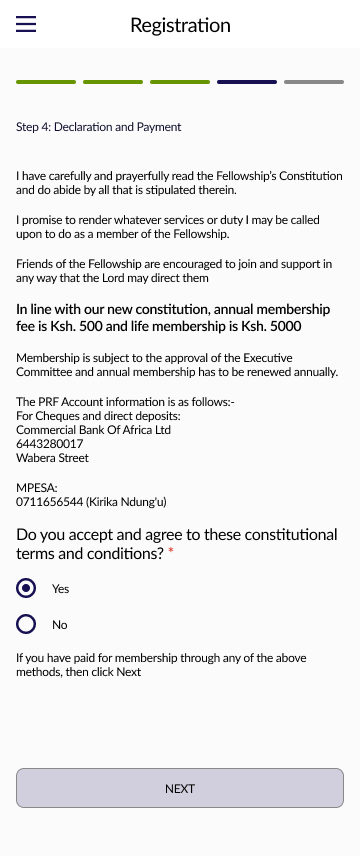 Registration
Step 4: Declaration and Payment
I have carefully and prayerfully read the Fellowship's Constitution
and do abide by all that is stipulated therein.
I promise to render whatever services or duty I may be called
upon to do as a member of the Fellowship.
Friends of the Fellowship are encouraged to join and support in
any way that the Lord may direct them
In line with our new constitution, annual membership
fee is Ksh. 500 and life membership is Ksh. 5000
Membership is subject to the approval of the Executive
Committee and annual membership has to be renewed annually.
The PRF Account information is as follows:-
For Cheques and direct deposits:
Commercial Bank Of Africa Ltd
6443280017
Wabera Street
MPESA:
0711656544 (Kirika Ndung'u)
Do you accept and agree to these constitutional
terms and conditions? *
Yes
No
If you have paid for membership through any of the above
methods, then click Next
NEXT